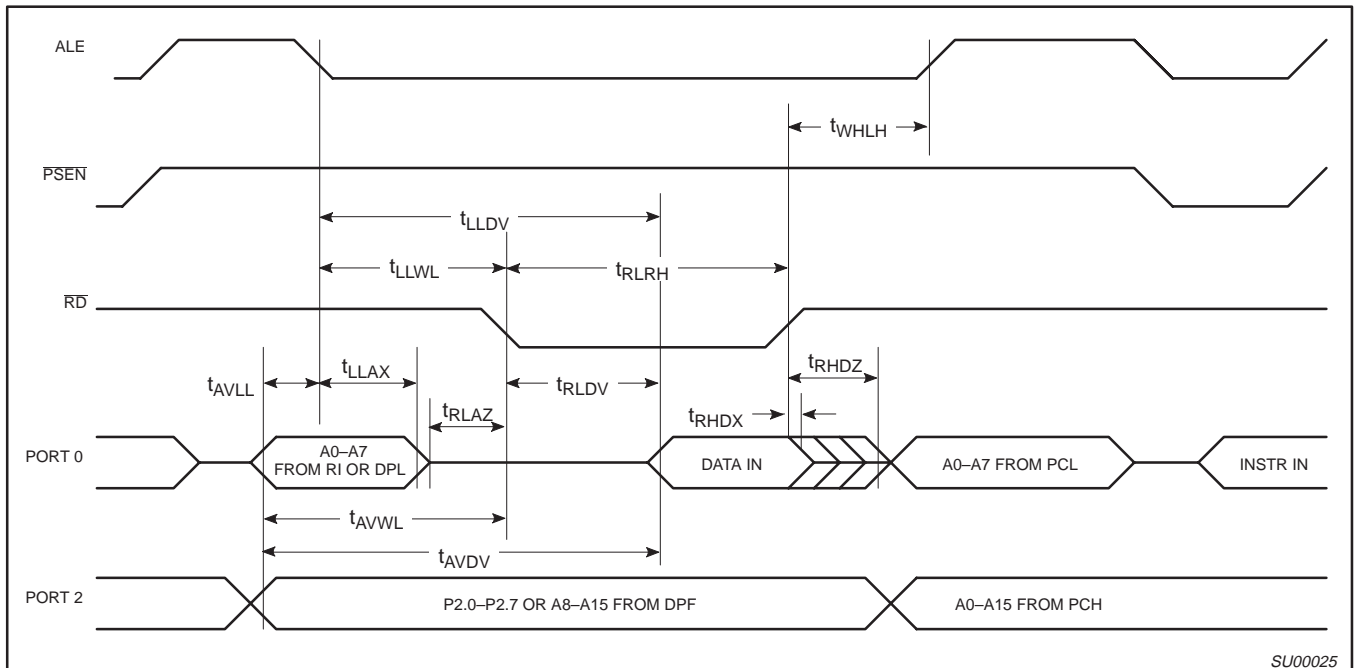 ALE
tWHLH
PSEN
tLLDV
tLLWL
tRLRH
RD
tAVLL
tLLAX
tRLAZ
tRLDV
tRHDZ
tRHDX
PORT 0
A0–A7
FROM RI OR DPL
DATA IN
A0–A7 FROM PCL
INSTR IN
tAVWL
tAVDV
PORT 2
P2.0–P2.7 OR A8–A15 FROM DPF
A0–A15 FROM PCH
SU00025